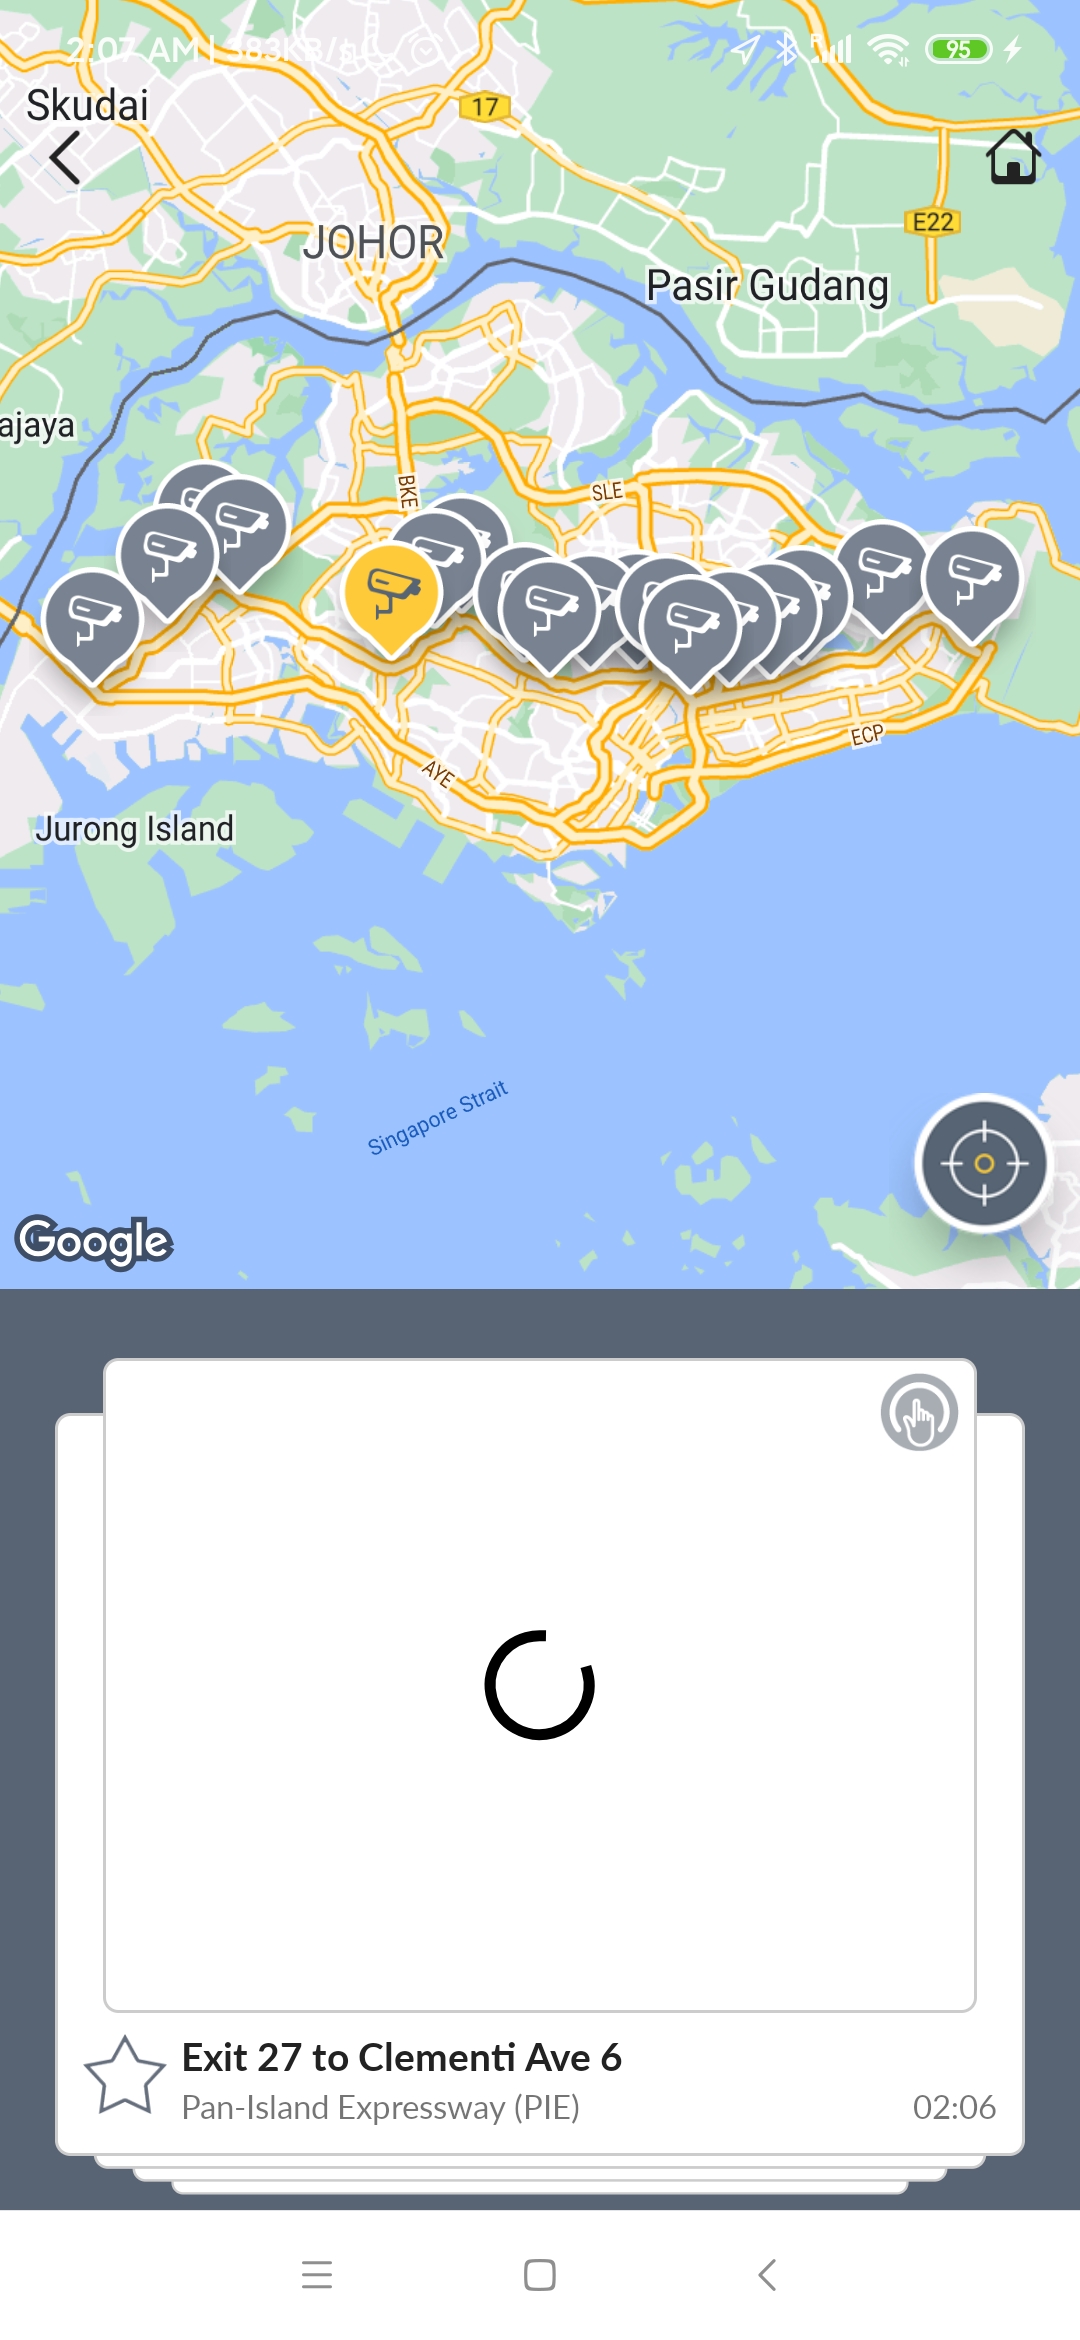 2:07 AM | 383KB/s
R
95
Skudai
17
JOHOR
E22
Pasir Gudang
ajaya
BKE
SLE
ECP
AYE
Jurong Island
Singapore Strait
Google
Exit 27 to Clementi Ave 6
Pan-Island Expressway (PIE)
02:06